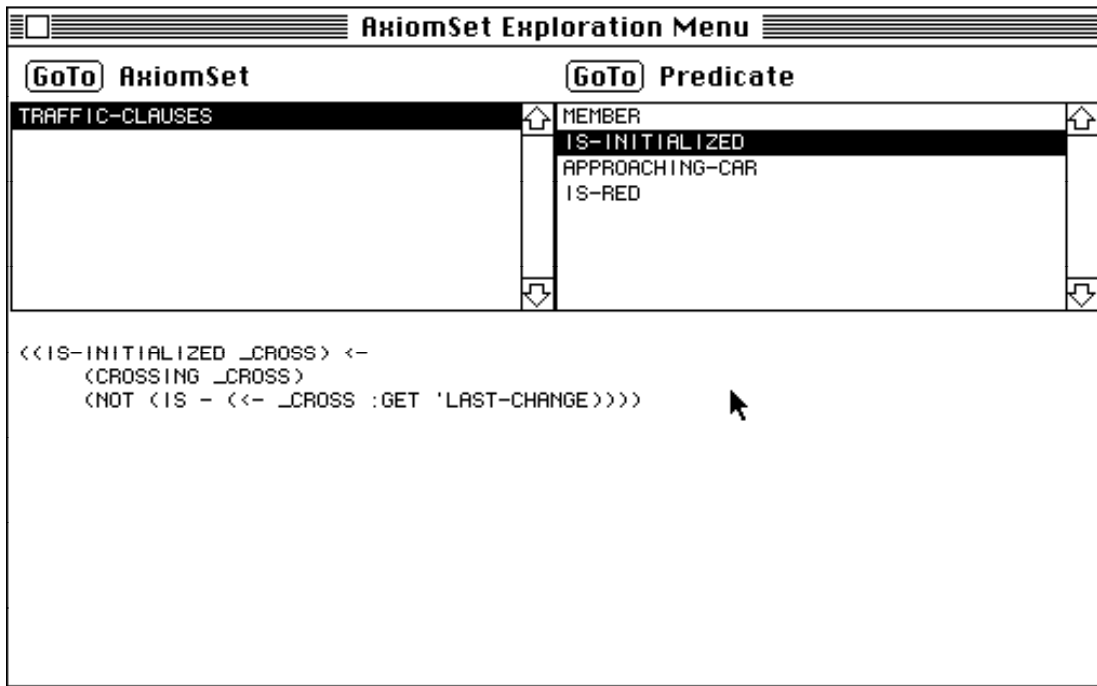 AxiomSet Exploration Menu
GoTo AxiomSet
GoTo Predicate
TRAFFIC-CLAUSES
MEMBER
IS-INITIALIZED
APPROACHING-CAR
IS-RED
((IS-INITIALIZED _CROSS) <-
(CROSSING _CROSS)
(NOT (IS - (<- _CROSS :GET 'LAST-CHANGE))))